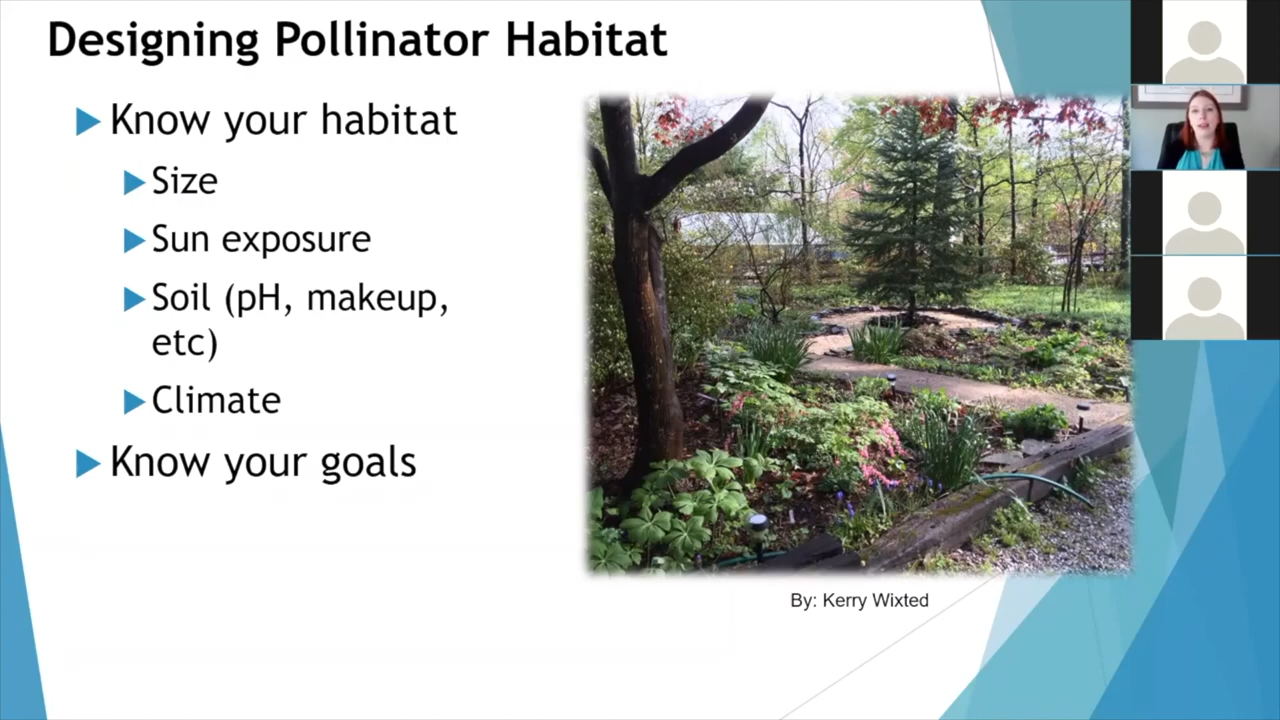 Designing Pollinator Habitat
Know your habitat
Size
Sun exposure
Soil (pH, makeup,
etc)
Climate
Know your goals
By: Kerry Wixted